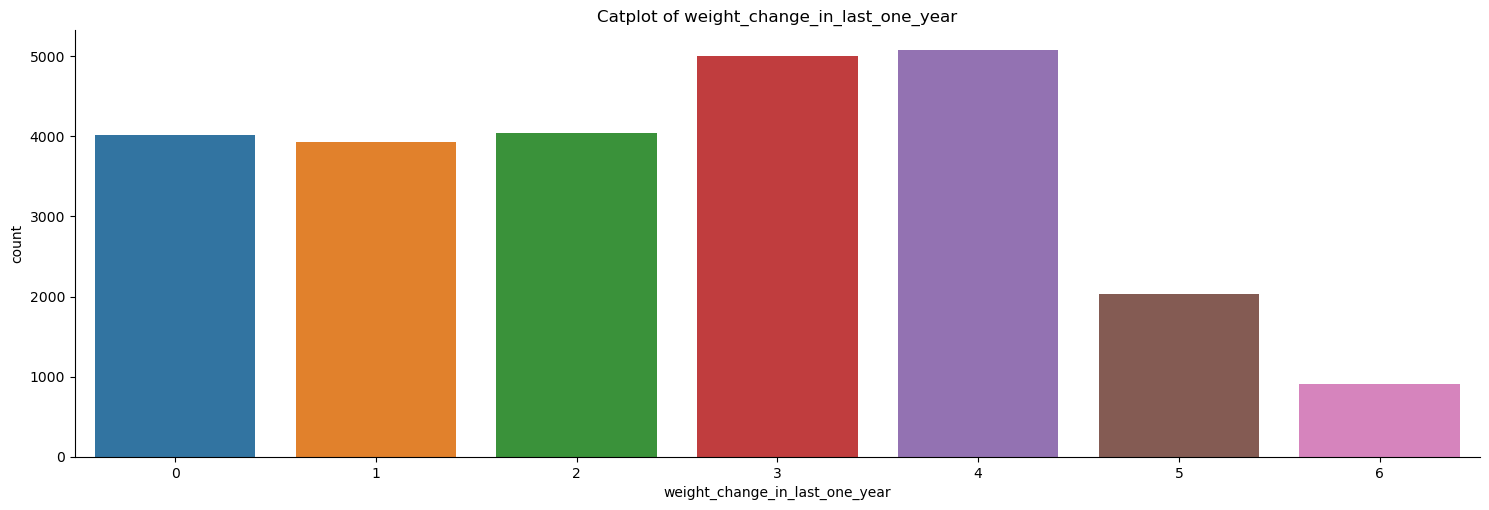 Catplot of weight_change_in_last_one_year
5000
4000
3000
2000
1000
0
count
0 1 2 3 4 5 6
weight_change_in_last_one_year